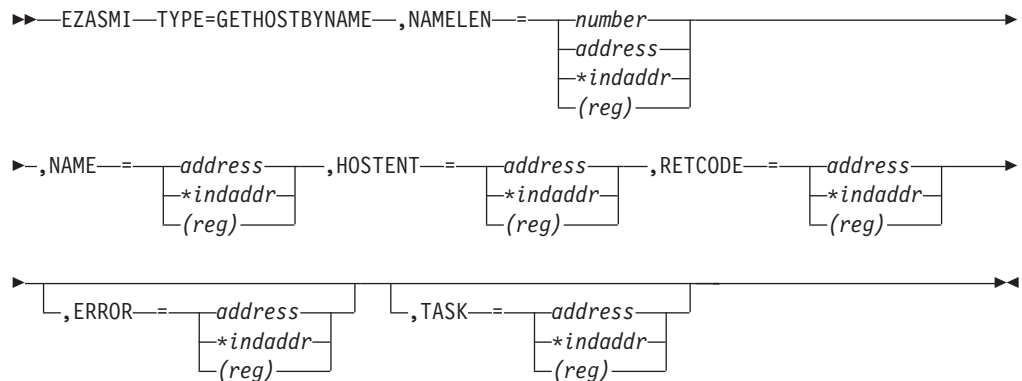 EZASMI TYPE=GETHOSTBYNAME ,NAMELEN = number
address
*indaddr
(reg)
,NAME = address ,HOSTENT = address ,RETCODE = address
*indaddr *indaddr *indaddr
(reg) (reg) (reg)
,ERROR = address ,TASK = address
*indaddr *indaddr
(reg) (reg)